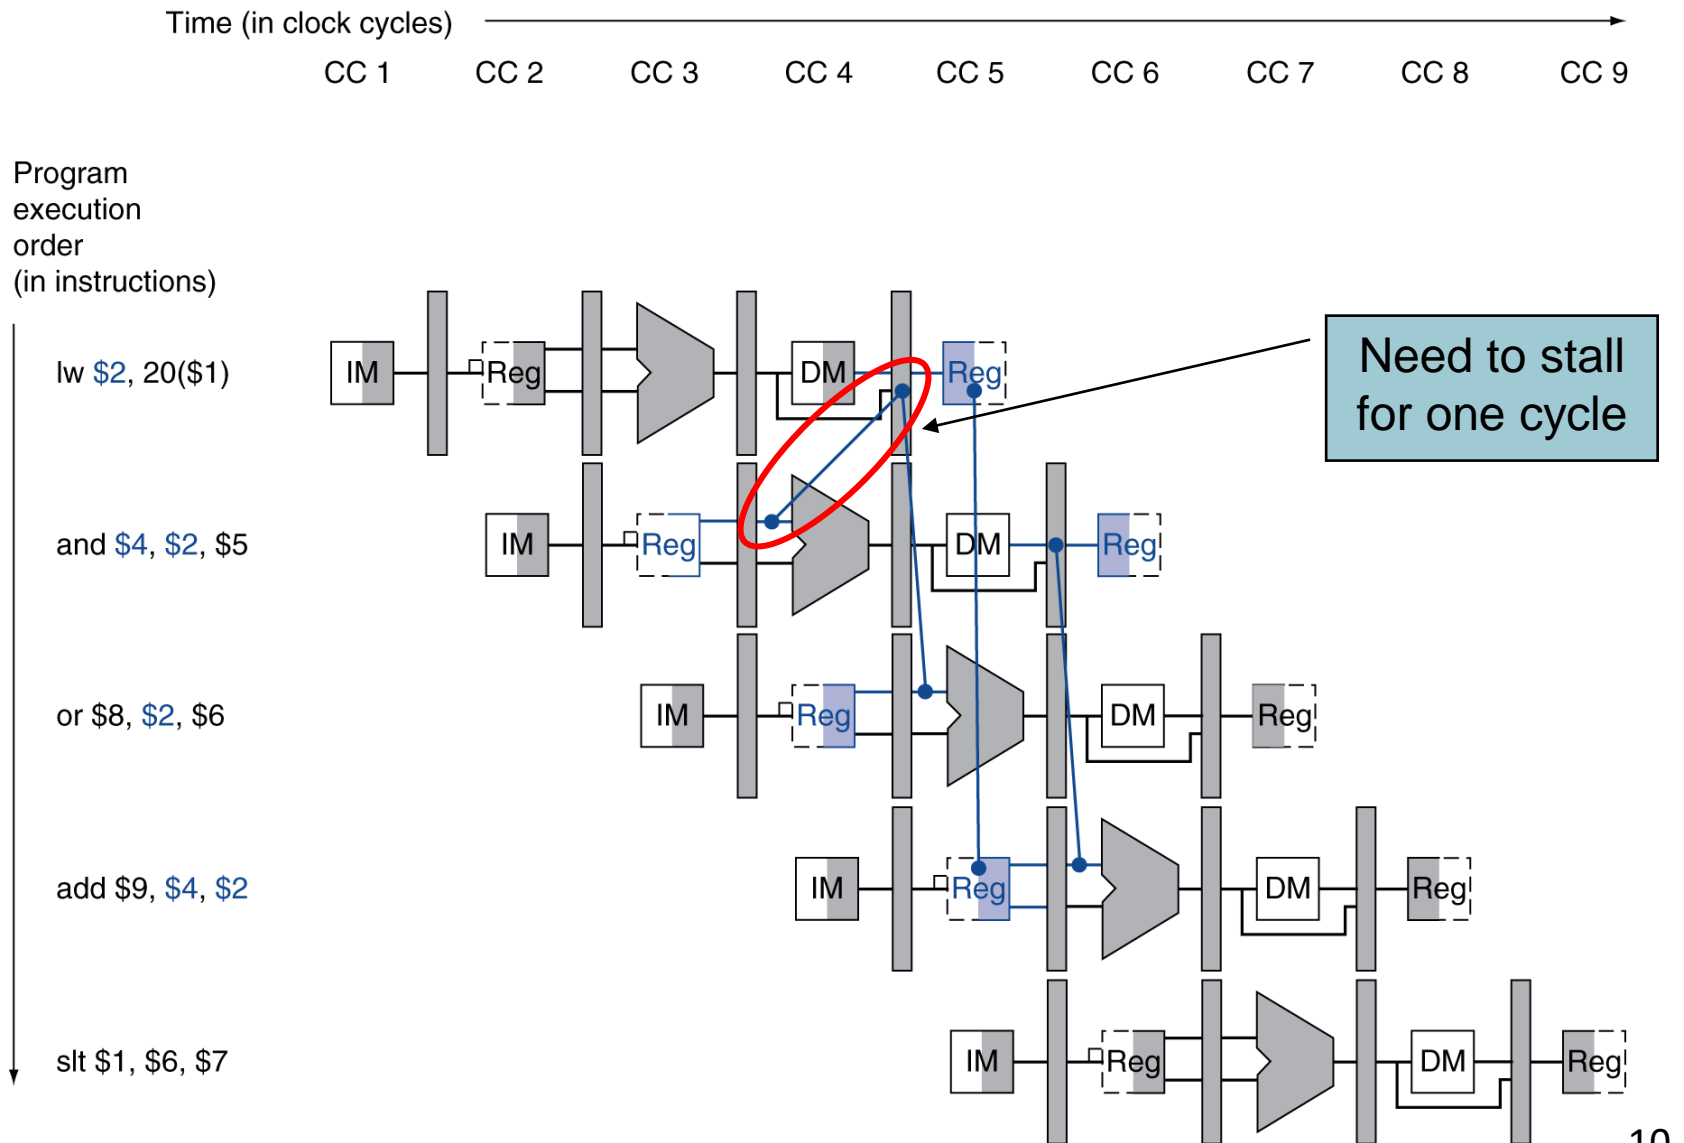 Time (in clock cycles)
CC 1 CC 2 CC 3 CC 4 CC 5 CC 6 CC 7 CC 8 CC 9
Program
execution
order
(in instructions)
Need to stall
for one cycle
lw $2, 20($1) IM Reg DM Reg
and $4, $2, $5 IM Reg DM Reg
or $8, $2, $6 IM Reg DM Reg
add $9, $4, $2 IM Reg DM Reg
slt $1, $6, $7 IM Reg DM Reg
10